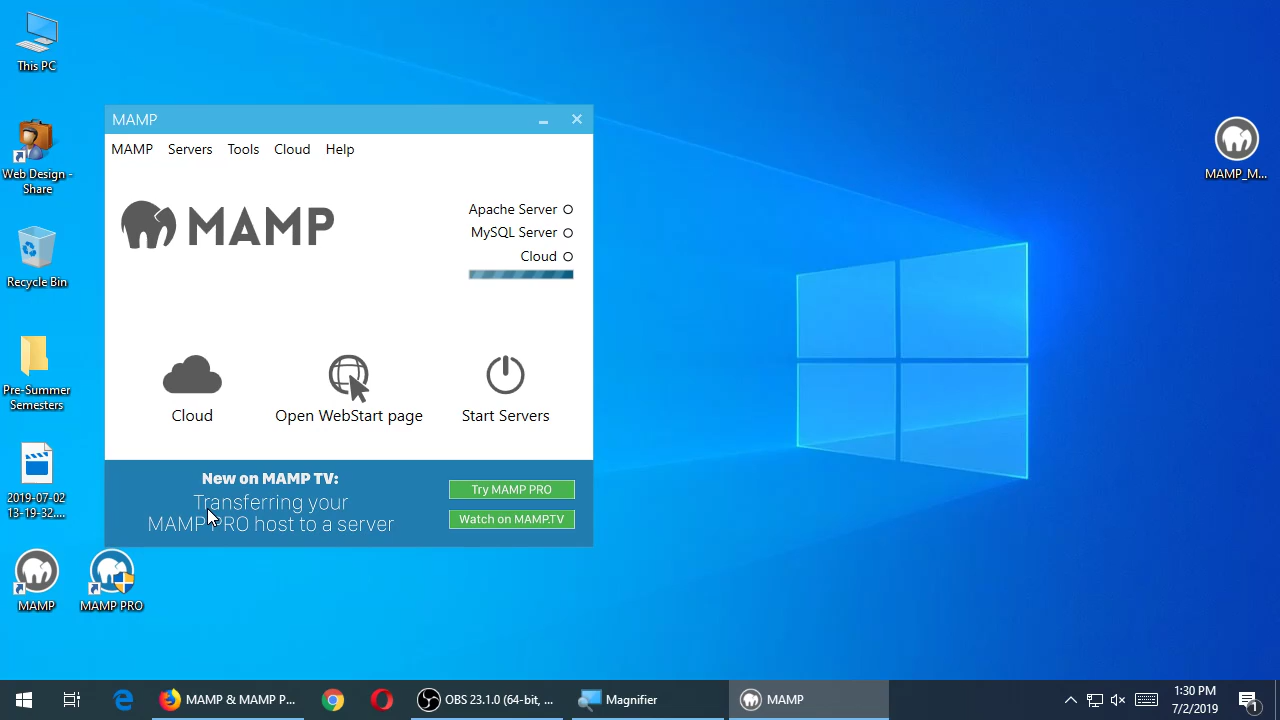 This PC
Web Design -
Share
Recycle Bin
Pre-Summer
Semesters
2019-07-02
13-19-32....
MAMP
MAMP PRO
MAMP
MAMP Servers Tools Cloud Help
MAMP
Apache Server
MySQL Server
Cloud
Cloud
Open WebStart page
Start Servers
New on MAMP TV:
Transferring your
MAMP PRO host to a server
Try MAMP PRO
Watch on MAMP.TV
MAMP_M...
MAMP & MAMP P...
OBS 23.1.0 (64-bit, ...
Magnifier
MAMP
1:30 PM
7/2/2019
1